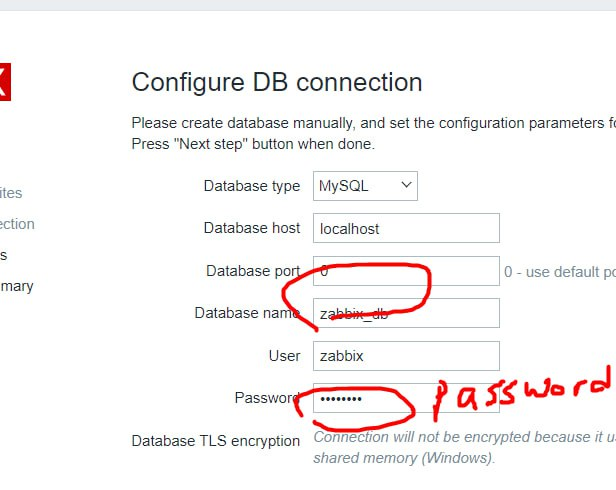 Configure DB connection
Please create database manually, and set the configuration parameters fo
Press "Next step" button when done.
ites
Database type MySQL
Database host localhost
ection
Database port 0 0 - use default po
s
mmary
Database name zabbix_db
User zabbix
Password •••••••• Password
Database TLS encryption Connection will not be encrypted because it u
shared memory (Windows).